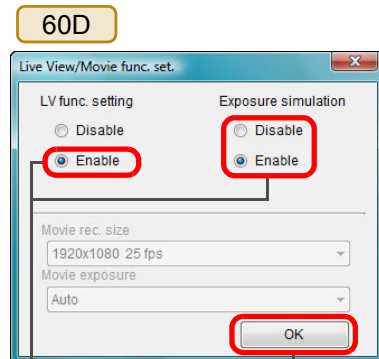 60D
Live View/Movie func. set.
LV func. setting Exposure simulation
Disable Disable
Enable Enable
Movie rec. size
1920x1080 25 fps
Movie exposure
Auto
OK